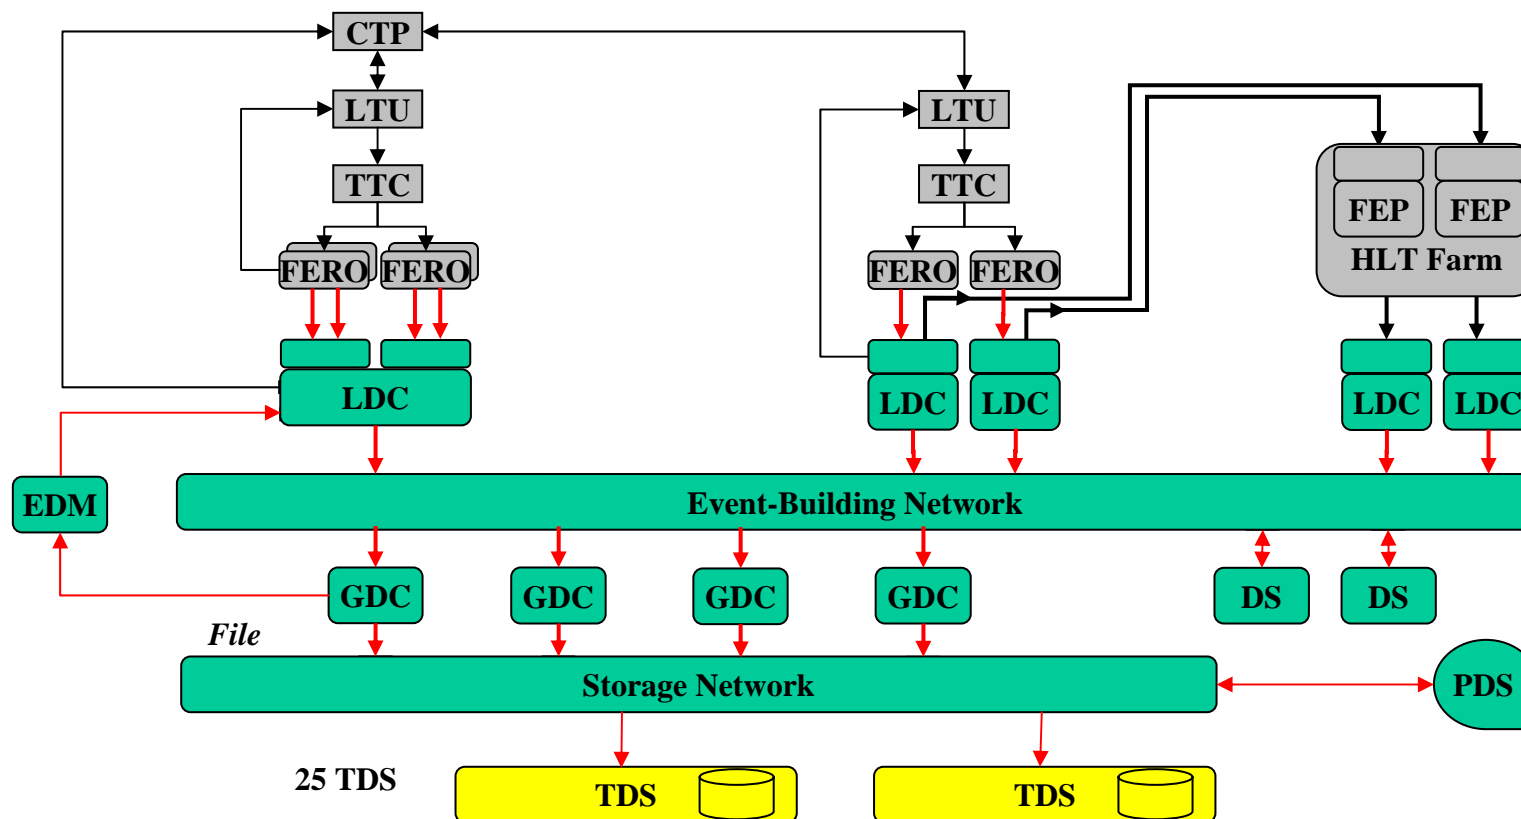 CTP
LTU
LTU
TTC
TTC
FEP
FEP
HLT Farm
FERO
FERO
FERO
FERO
LDC
LDC
LDC
LDC
LDC
EDM
Event-Building Network
GDC
GDC
GDC
GDC
DS
DS
File
Storage Network
PDS
25 TDS
TDS
TDS